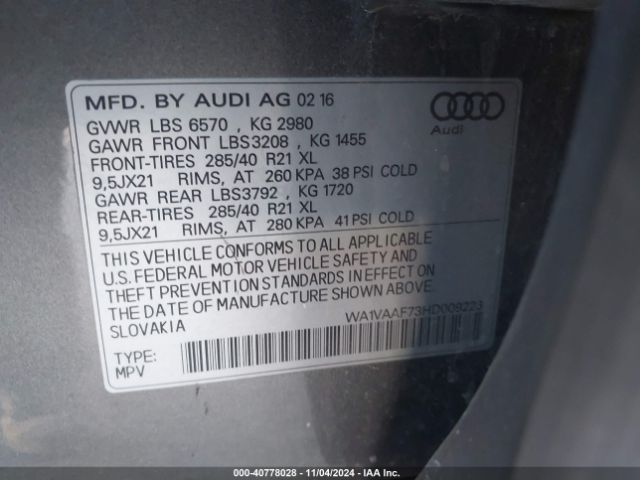 MFD. BY AUDI AG 02 16
Audi
GVWR LBS 6570 , KG 2980
GAWR FRONT LBS3208 , KG 1455
FRONT-TIRES 285/40 R21 XL
9,5JX21 RIMS, AT 260 KPA 38 PSI COLD
GAWR REAR LBS3792 , KG 1720
REAR-TIRES 285/40 R21 XL
9,5JX21 RIMS, AT 280 KPA 41 PSI COLD
THIS VEHICLE CONFORMS TO ALL APPLICABLE
U.S. FEDERAL MOTOR VEHICLE SAFETY AND
THEFT PREVENTION STANDARDS IN EFFECT ON
THE DATE OF MANUFACTURE SHOWN ABOVE.
SLOVAKIA
WA1VAAF73HD009223
TYPE:
MPV
000-40778028 - 11/04/2024 - IAA Inc.